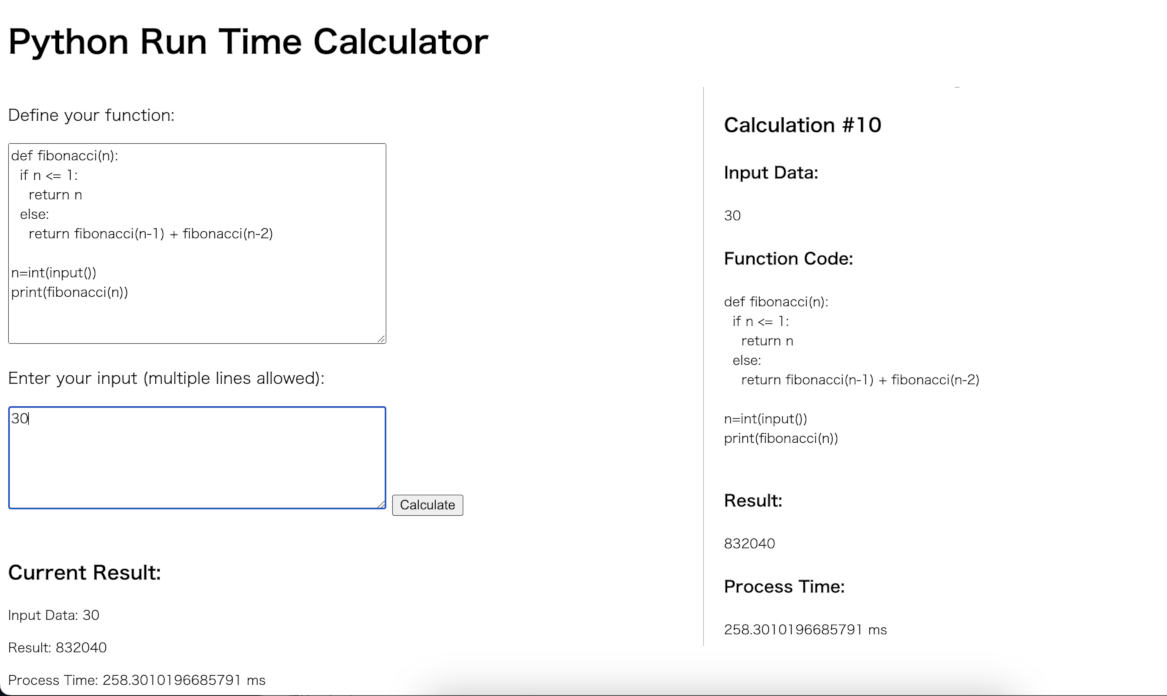 Python Run Time Calculator
Define your function:
def fibonacci(n):
  if n <= 1:
    return n
  else:
    return fibonacci(n-1) + fibonacci(n-2)

n=int(input())
print(fibonacci(n))
Enter your input (multiple lines allowed):
30
Calculate
Current Result:
Input Data: 30
Result: 832040
Process Time: 258.3010196685791 ms
Calculation #10
Input Data:
30
Function Code:
def fibonacci(n):
  if n <= 1:
    return n
  else:
    return fibonacci(n-1) + fibonacci(n-2)

n=int(input())
print(fibonacci(n))
Result:
832040
Process Time:
258.3010196685791 ms